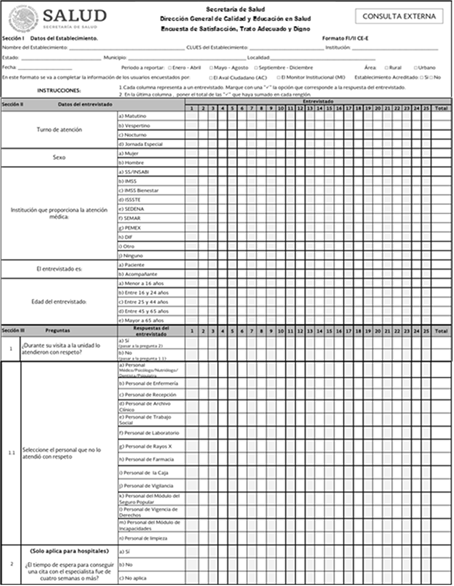 SALUD
SECRETARÍA DE SALUD
Secretaría de Salud
Dirección General de Calidad y Educación en Salud
Encuesta de Satisfacción, Trato Adecuado y Digno
CONSULTA EXTERNA
Sección I Datos del Establecimiento.
Formato FI/II CE-E
Nombre del Establecimiento: CLUES del Establecimiento: Institución:
Estado: Municipio: Localidad:
Fecha: Periodo a reportar: Enero - Abril Mayo - Agosto Septiembre - Diciembre Área: Rural Urbano
En este formato se va a completar la información de los usuarios encuestados por: El Aval Ciudadano (AC) El Monitor Institucional (MI) Establecimiento Acreditado Si No
INSTRUCCIONES:
1.Cada columna representa a un entrevistado. Marque con una "×" la opción que corresponde a la respuesta del entrevistado.
2. En la última columna... poner el total de las "×" que haya sumado en cada renglón.
Sección II Datos del entrevistado Entrevistado
1 2 3 4 5 6 7 8 9 10 11 12 13 14 15 16 17 18 19 20 21 22 23 24 25 Total
Turno de atención
a) Matutino
b) Vespertino
c) Nocturno
d) Jornada Especial
Sexo
a) Mujer
b) Hombre
Institución que proporciona la atención médica:
a) SS/INSABI
b) IMSS
c) IMSS Bienestar
d) ISSSTE
e) SEDENA
f) SEMAR
g) PEMEX
h) DIF
i) Otro
j) Ninguno
El entrevistado es:
a) Paciente
b) Acompañante
Edad del entrevistado:
a) Menor a 16 años
b) Entre 16 y 24 años
c) Entre 25 y 44 años
d) Entre 45 y 65 años
e) Mayor a 65 años
Sección III Preguntas Respuestas del entrevistado 1 2 3 4 5 6 7 8 9 10 11 12 13 14 15 16 17 18 19 20 21 22 23 24 25 Total
1 ¿Durante su visita a la unidad lo atendieron con respeto?
a) Sí
(pasar a la pregunta 2)
b) No
(pasar a la pregunta 1.1)
1.1 Seleccione el personal que no lo atendió con respeto
a) Personal
Médico/Psicólogo/Nutriólogo/
b) Personal de Enfermería
c) Personal de Recepción
d) Personal de Archivo Clínico
e) Personal de Trabajo Social
f) Personal de Laboratorio
g) Personal de Rayos X
h) Personal de Farmacia
i) Personal de la Caja
j) Personal de Vigilancia
k) Personal del Módulo del Seguro Popular
l) Personal de Vigencia de Derechos
m) Personal del Módulo de Incapacidades
n) Personal de limpieza
2 (Solo aplica para hospitales)
¿El tiempo de espera para conseguir una cita con el especialista fue de cuatro semanas o más?
a) Sí
b) No
c) No aplica